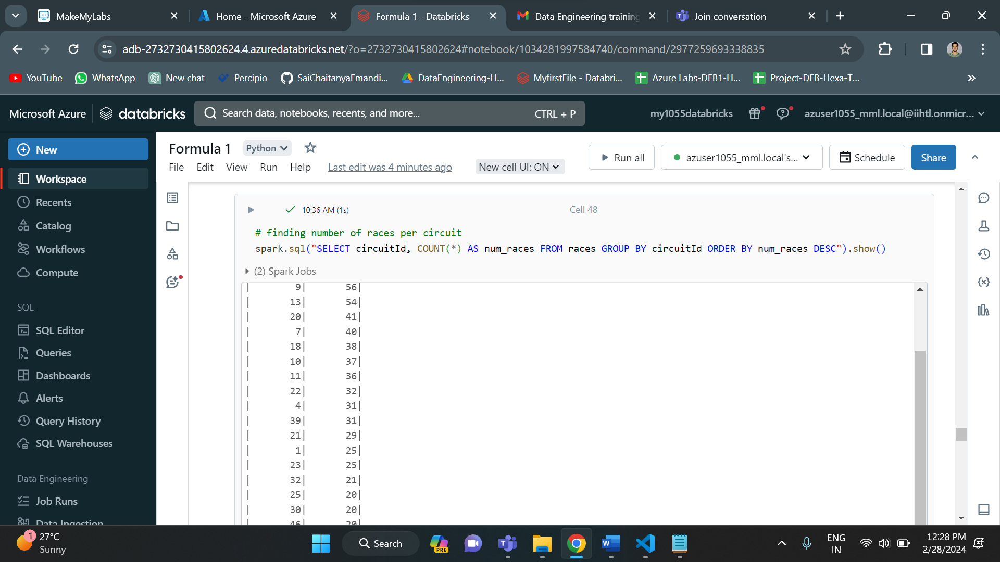 MakeMyLabs
Home - Microsoft Azure
Formula 1 - Databricks
Data Engineering training
Join conversation
adb-2732730415802624.4.azuredatabricks.net/?o=2732730415802624#notebook/1034281997584740/command/2977259693338835
YouTube
WhatsApp
New chat
Percipio
SaiChaitanyaEmandi...
DataEngineering-H...
MyfirstFile - Databri...
Azure Labs-DEB1-H...
Project-DEB-Hexa-T...
Microsoft Azure
databricks
Search data, notebooks, recents, and more...
CTRL + P
my1055databricks
azuser1055_mml.local@iihtl.onmicr...
New
Workspace
Recents
Catalog
Workflows
Compute
SQL
SQL Editor
Queries
Dashboards
Alerts
Query History
SQL Warehouses
Data Engineering
Job Runs
Data Ingestion
Formula 1
Python
File
Edit
View
Run
Help
Last edit was 4 minutes ago
New cell UI: ON
Run all
azuser1055_mml.local's...
Schedule
Share
10:36 AM (1s)
Cell 48
# finding number of races per circuit
spark.sql("SELECT circuitId, COUNT(*) AS num_races FROM races GROUP BY circuitId ORDER BY num_races DESC").show()
(2) Spark Jobs
| 9| 56|
| 13| 54|
| 20| 41|
| 7| 40|
| 18| 38|
| 10| 37|
| 11| 36|
| 22| 32|
| 4| 31|
| 39| 31|
| 21| 29|
| 1| 25|
| 23| 25|
| 32| 21|
| 25| 20|
| 30| 20|
| 46| 20|
1
27°C
Sunny
Search
PRE
ENG
IN
12:28 PM
2/28/2024